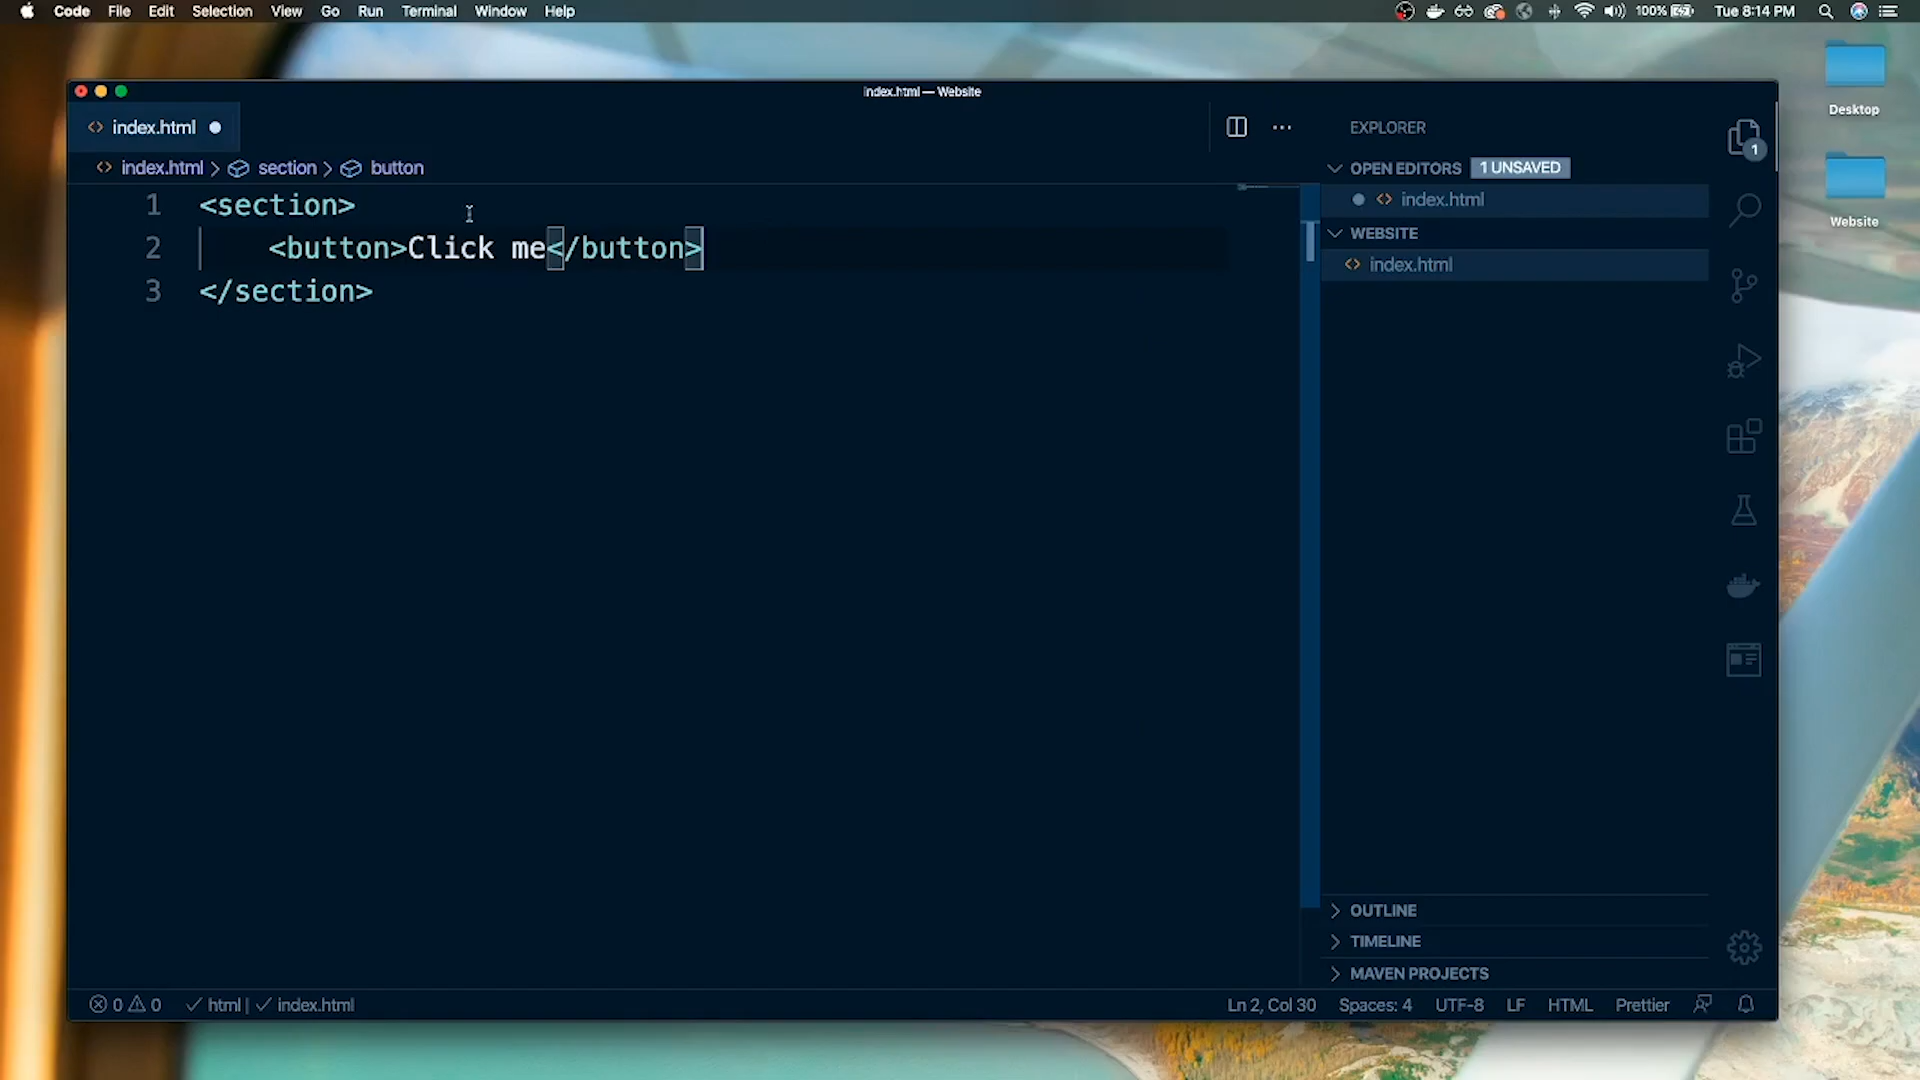 Code File Edit Selection View Go Run Terminal Window Help 100% Tue 8:14 PM
index.html — Website
Desktop
Website
index.html
index.html > section > button
1 <section>
2 <button>Click me</button>
3 </section>
EXPLORER
OPEN EDITORS 1 UNSAVED
index.html
WEBSITE
index.html
1
OUTLINE
TIMELINE
MAVEN PROJECTS
0 0 html | index.html Ln 2, Col 30 Spaces: 4 UTF-8 LF HTML Prettier